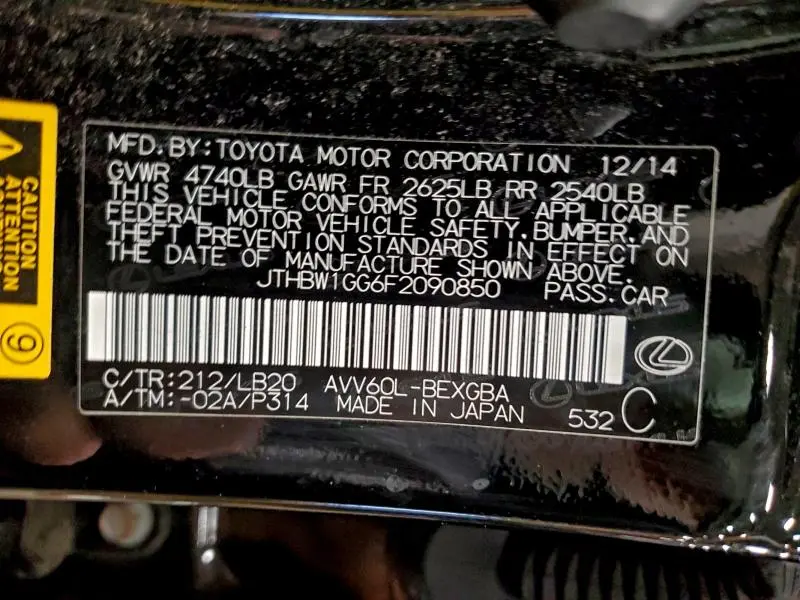 MFD.BY:TOYOTA MOTOR CORPORATION 12/14
GVWR 4740LB GAWR FR 2625LB RR 2540LB
THIS VEHICLE CONFORMS TO ALL APPLICABLE
FEDERAL MOTOR VEHICLE SAFETY,BUMPER,AND
THEFT PREVENTION STANDARDS IN EFFECT ON
THE DATE OF MANUFACTURE SHOWN ABOVE.
JTHBW1GG6F2090850 PASS.CAR
C/TR:212/LB20 AVV60L-BEXGBA
A/TM:-02A/P314 MADE IN JAPAN 532 C
CAUTION
ATTENTION
9